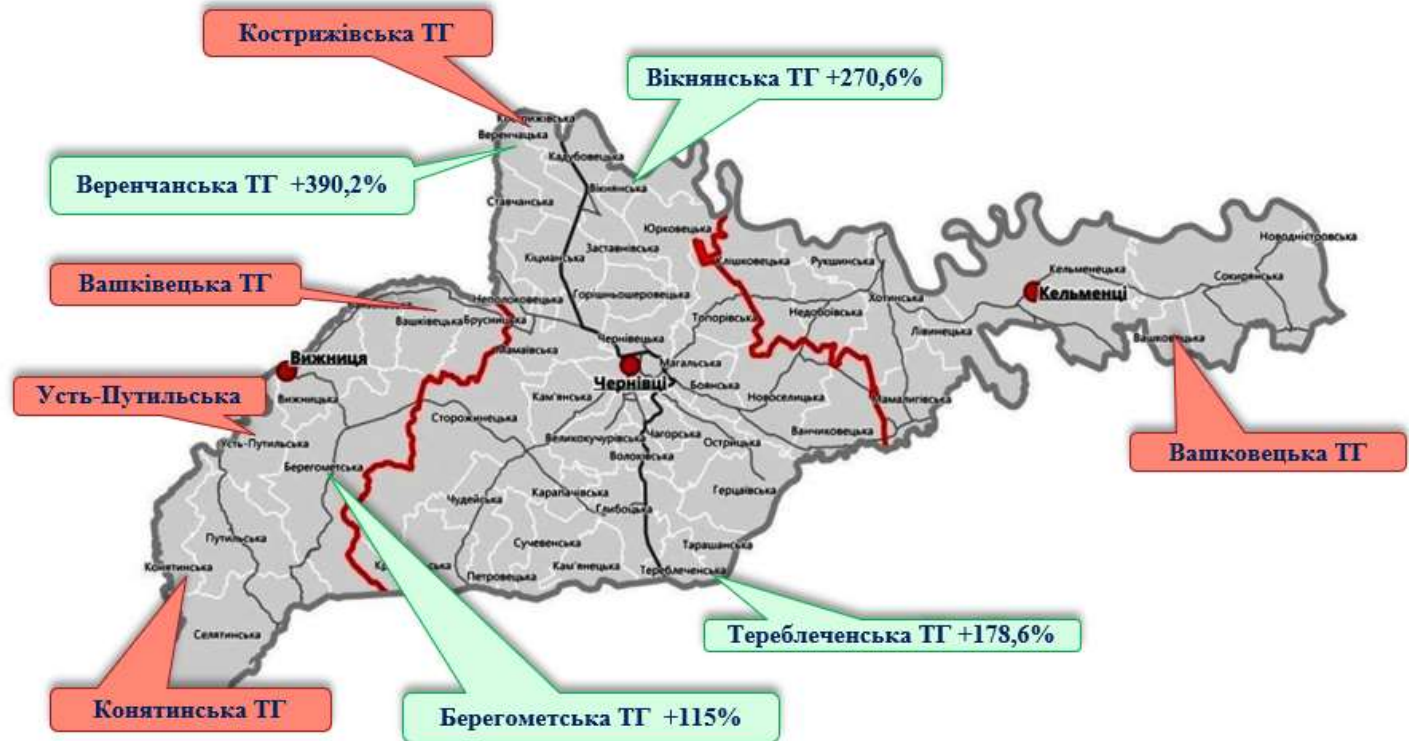 Кострижівська ТГ
Вікнянська ТГ +270,6%
Кострижівська
Веренчацька
Кадубовецька
Веренчанська ТГ +390,2%
Вікнянська
Ставчанська
Юрковецька
Новодністровська
Заставнівська
Клішковецька
Рукшинська
Кіцманська
Кельменецька
Сокирянська
Вашківецька ТГ
Неполоковецька
Горішньошеровецька
Хотинська
Кельменці
Вашківецька
Брусницька
Топорівська
Недобоївська
Лівинецька
Чернівецька
Вашковецька
Мамаївська
Вижниця
Магальська
Чернівці
Боянська
Усть-Путильська
Вижницька
Кам'янська
Новоселицька
Мамалигівська
Сторожинецька
Ванчиковецька
Усть-Путильська
Великокучурівська
Чагорська
Острицька
Волоківська
Вашковецька ТГ
Берегометська
Чудейська
Карапачівська
Герцаївська
Глибоцька
Путильська
Сучевенська
Тарашанська
Конятинська
Петровецька
Кам'янецька
Тереблеченська
Селятинська
Тереблеченська ТГ +178,6%
Конятинська ТГ
Берегометська ТГ +115%